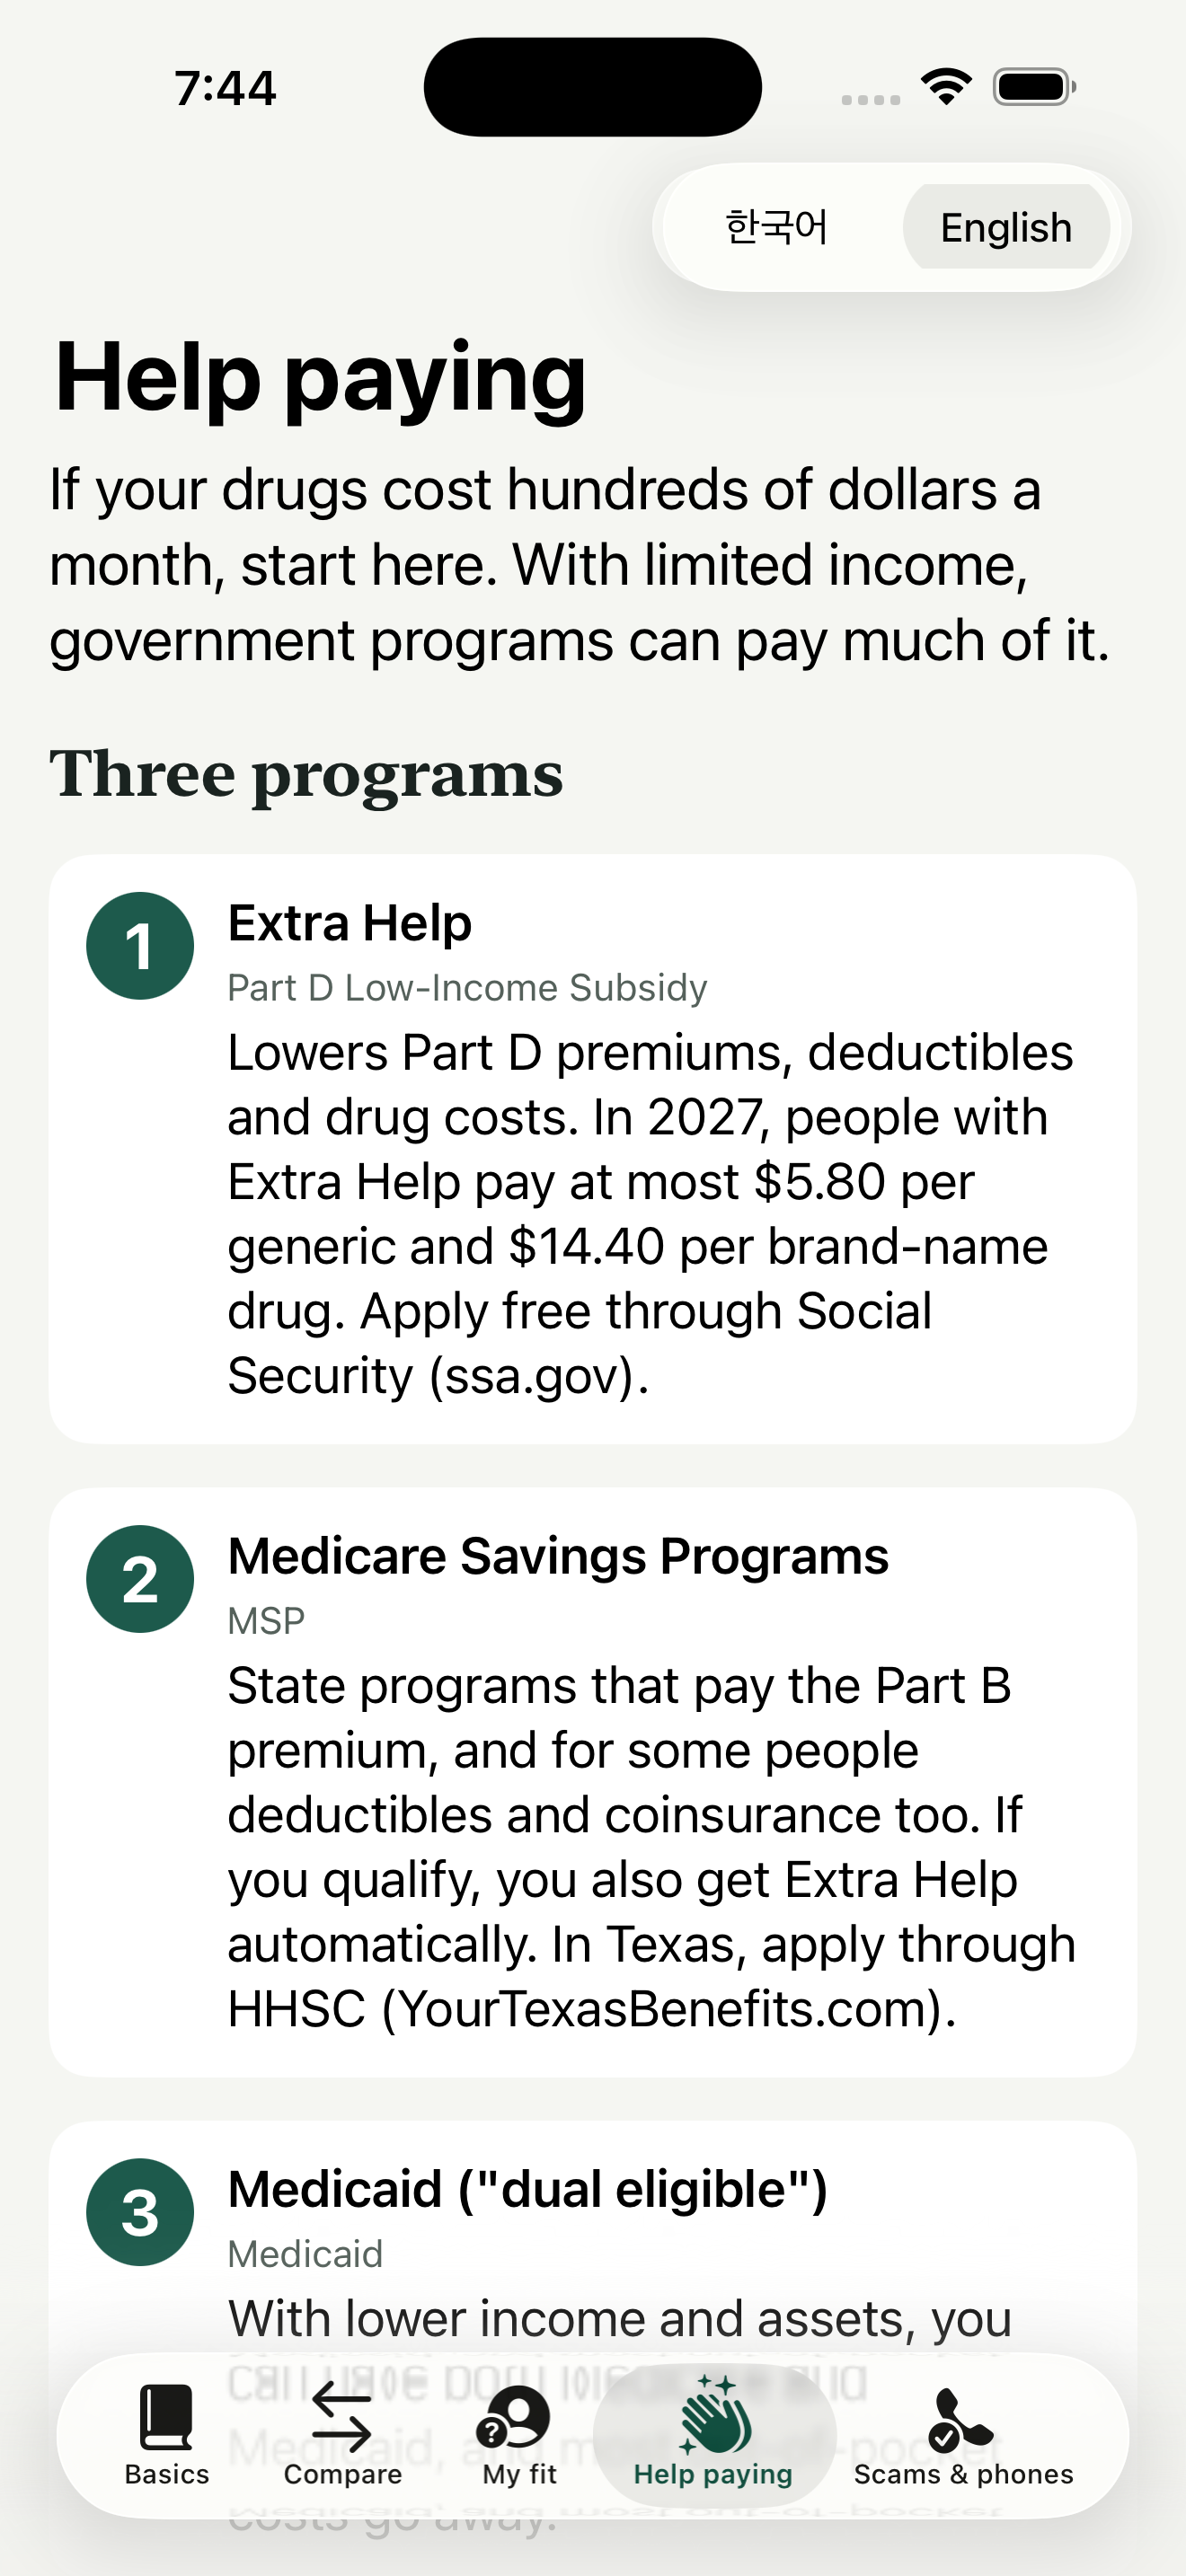 7:44
한국어
English
Help paying
If your drugs cost hundreds of dollars a
month, start here. With limited income,
government programs can pay much of it.
Three programs
1
Extra Help
Part D Low-Income Subsidy
Lowers Part D premiums, deductibles
and drug costs. In 2027, people with
Extra Help pay at most $5.80 per
generic and $14.40 per brand-name
drug. Apply free through Social
Security (ssa.gov).
2
Medicare Savings Programs
MSP
State programs that pay the Part B
premium, and for some people
deductibles and coinsurance too. If
you qualify, you also get Extra Help
automatically. In Texas, apply through
HHSC (YourTexasBenefits.com).
3
Medicaid ("dual eligible")
Medicaid
With lower income and assets, you
costs go away.
Basics
Compare
My fit
Help paying
Scams & phones